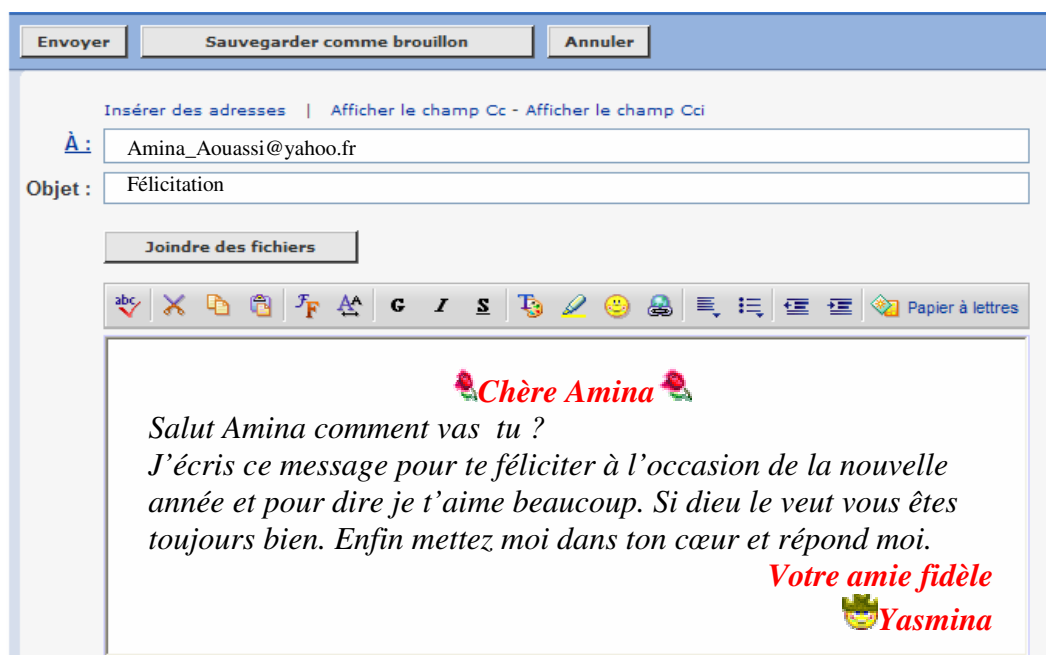 Envoyer Sauvegarder comme brouillon Annuler
Insérer des adresses | Afficher le champ Cc - Afficher le champ Cci
À : Amina_Aouassi@yahoo.fr
Objet : Félicitation
Joindre des fichiers
abc F F A A G I S T Papier à lettres
Chère Amina
Salut Amina comment vas tu ?
J’écris ce message pour te féliciter à l’occasion de la nouvelle
année et pour dire je t’aime beaucoup. Si dieu le veut vous êtes
toujours bien. Enfin mettez moi dans ton cœur et répond moi.
Votre amie fidèle
Yasmina